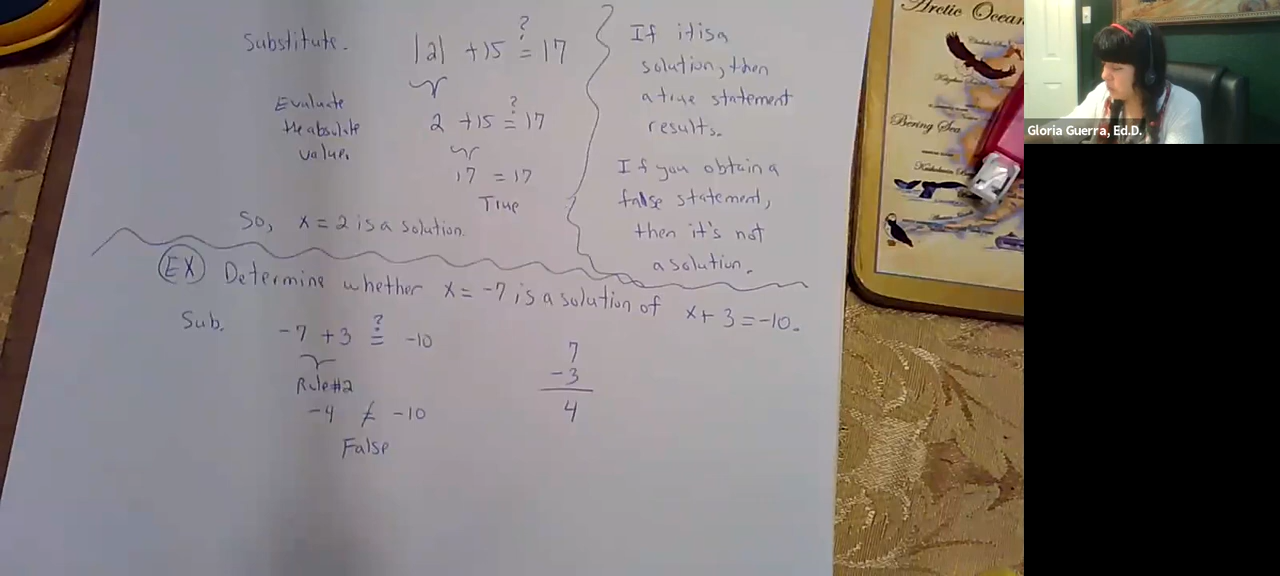 Substitute. |2| + 15 ?= 17
Evaluate
the absolute
value.
2 + 15 ?= 17
17 = 17
True
So, x = 2 is a solution.
If it is a
solution, then
a true statement
results.
If you obtain a
false statement,
then it's not
a solution.
EX Determine whether x = -7 is a solution of x + 3 = -10.
Sub. -7 + 3 ?= -10
Rule #2
-4 ≠ -10
False
7
-3
4
Arctic Ocean
Bering Sea
Gloria Guerra, Ed.D.